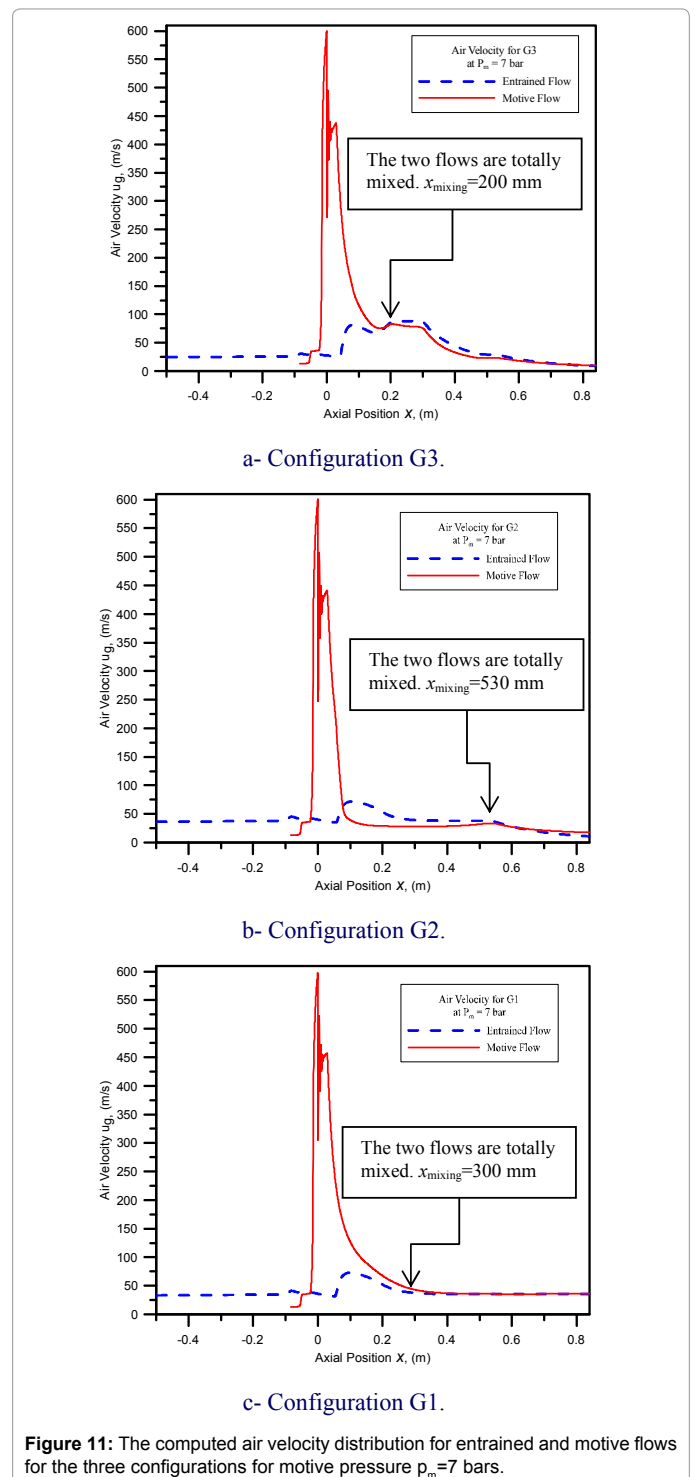 600
550
500
450
400
350
300
250
200
150
100
50
0
Air Velocity ug, (m/s)
Air Velocity for G3
at Pm = 7 bar
Entrained Flow
Motive Flow
The two flows are totally
mixed. xmixing=200 mm
-0.4 -0.2 0 0.2 0.4 0.6 0.8
Axial Position X, (m)
a- Configuration G3.
600
550
500
450
400
350
300
250
200
150
100
50
0
Air Velocity ug, (m/s)
Air Velocity for G2
at Pm = 7 bar
Entrained Flow
Motive Flow
The two flows are totally
mixed. xmixing=530 mm
-0.4 -0.2 0 0.2 0.4 0.6 0.8
Axial Position X, (m)
b- Configuration G2.
600
550
500
450
400
350
300
250
200
150
100
50
0
Air Velocity ug, (m/s)
Air Velocity for G1
at Pm = 7 bar
Entrained Flow
Motive Flow
The two flows are totally
mixed. xmixing=300 mm
-0.4 -0.2 0 0.2 0.4 0.6 0.8
Axial Position X, (m)
c- Configuration G1.
Figure 11: The computed air velocity distribution for entrained and motive flows
for the three configurations for motive pressure pm=7 bars.